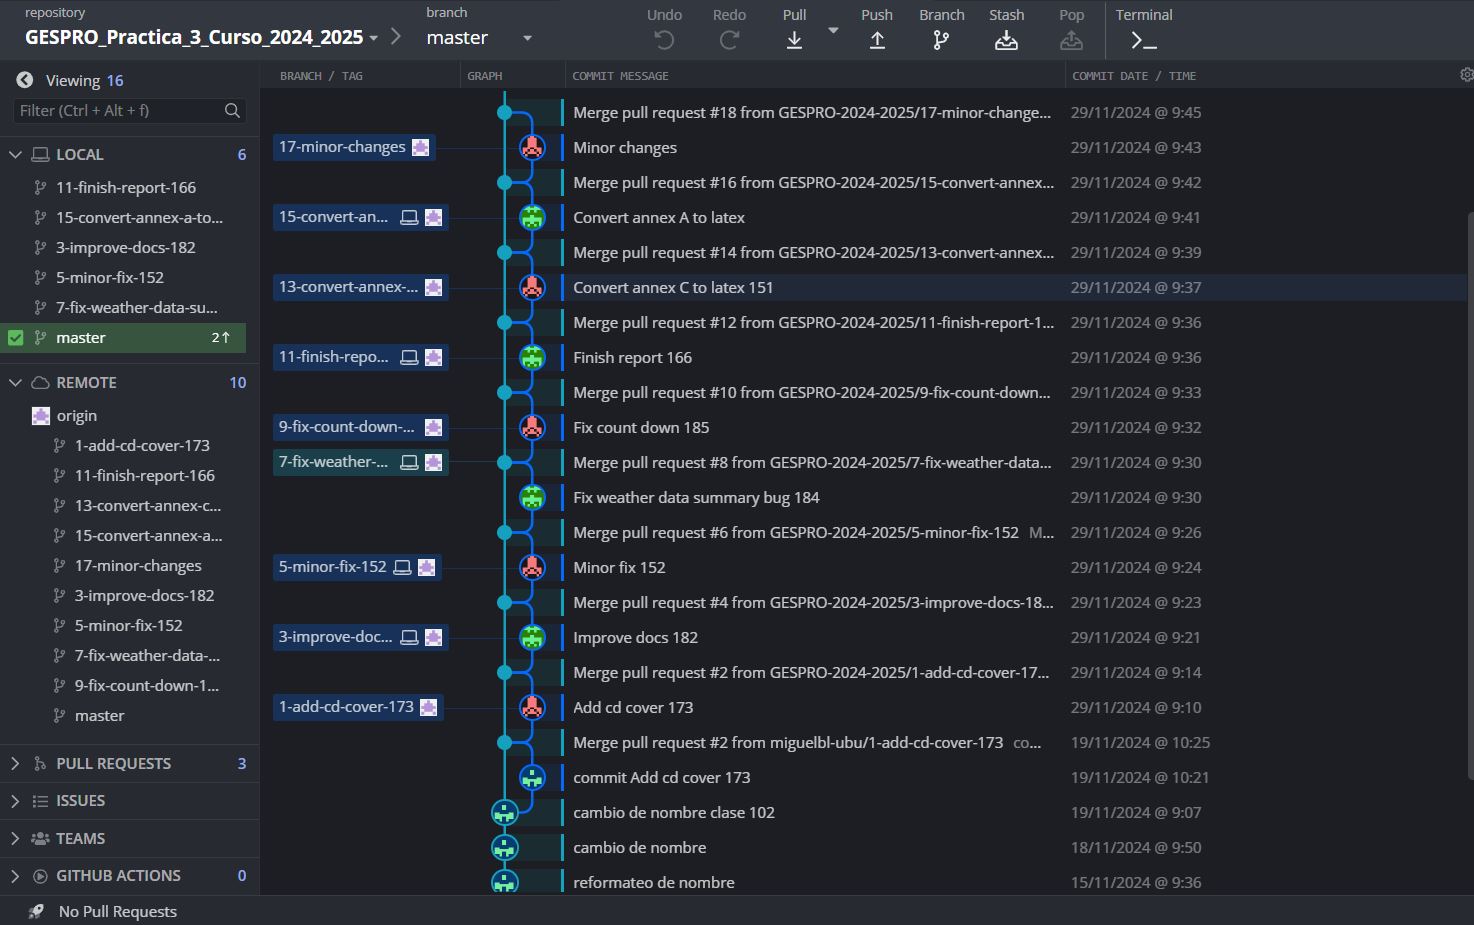 repository
branch
GESPRO_Practica_3_Curso_2024_2025
master
Undo
Redo
Pull
Push
Branch
Stash
Pop
Terminal
Viewing 16
Filter (Ctrl + Alt + f)
LOCAL 6
11-finish-report-166
15-convert-annex-a-to...
3-improve-docs-182
5-minor-fix-152
7-fix-weather-data-su...
master 2↑
REMOTE 10
origin
1-add-cd-cover-173
11-finish-report-166
13-convert-annex-c...
15-convert-annex-a...
17-minor-changes
3-improve-docs-182
5-minor-fix-152
7-fix-weather-data-...
9-fix-count-down-1...
master
PULL REQUESTS 3
ISSUES
TEAMS
GITHUB ACTIONS 0
No Pull Requests
BRANCH / TAG GRAPH COMMIT MESSAGE COMMIT DATE / TIME
Merge pull request #18 from GESPRO-2024-2025/17-minor-change... 29/11/2024 @ 9:45
17-minor-changes Minor changes 29/11/2024 @ 9:43
Merge pull request #16 from GESPRO-2024-2025/15-convert-annex... 29/11/2024 @ 9:42
15-convert-an... Convert annex A to latex 29/11/2024 @ 9:41
Merge pull request #14 from GESPRO-2024-2025/13-convert-annex... 29/11/2024 @ 9:39
13-convert-annex-... Convert annex C to latex 151 29/11/2024 @ 9:37
Merge pull request #12 from GESPRO-2024-2025/11-finish-report-1... 29/11/2024 @ 9:36
11-finish-repo... Finish report 166 29/11/2024 @ 9:36
Merge pull request #10 from GESPRO-2024-2025/9-fix-count-down... 29/11/2024 @ 9:33
9-fix-count-down-... Fix count down 185 29/11/2024 @ 9:32
7-fix-weather-... Merge pull request #8 from GESPRO-2024-2025/7-fix-weather-data... 29/11/2024 @ 9:30
Fix weather data summary bug 184 29/11/2024 @ 9:30
Merge pull request #6 from GESPRO-2024-2025/5-minor-fix-152 M... 29/11/2024 @ 9:26
5-minor-fix-152 Minor fix 152 29/11/2024 @ 9:24
Merge pull request #4 from GESPRO-2024-2025/3-improve-docs-18... 29/11/2024 @ 9:23
3-improve-doc... Improve docs 182 29/11/2024 @ 9:21
Merge pull request #2 from GESPRO-2024-2025/1-add-cd-cover-17... 29/11/2024 @ 9:14
1-add-cd-cover-173 Add cd cover 173 29/11/2024 @ 9:10
Merge pull request #2 from miguelbl-ubu/1-add-cd-cover-173 co... 19/11/2024 @ 10:25
commit Add cd cover 173 19/11/2024 @ 10:21
cambio de nombre clase 102 19/11/2024 @ 9:07
cambio de nombre 18/11/2024 @ 9:50
reformateo de nombre 15/11/2024 @ 9:36